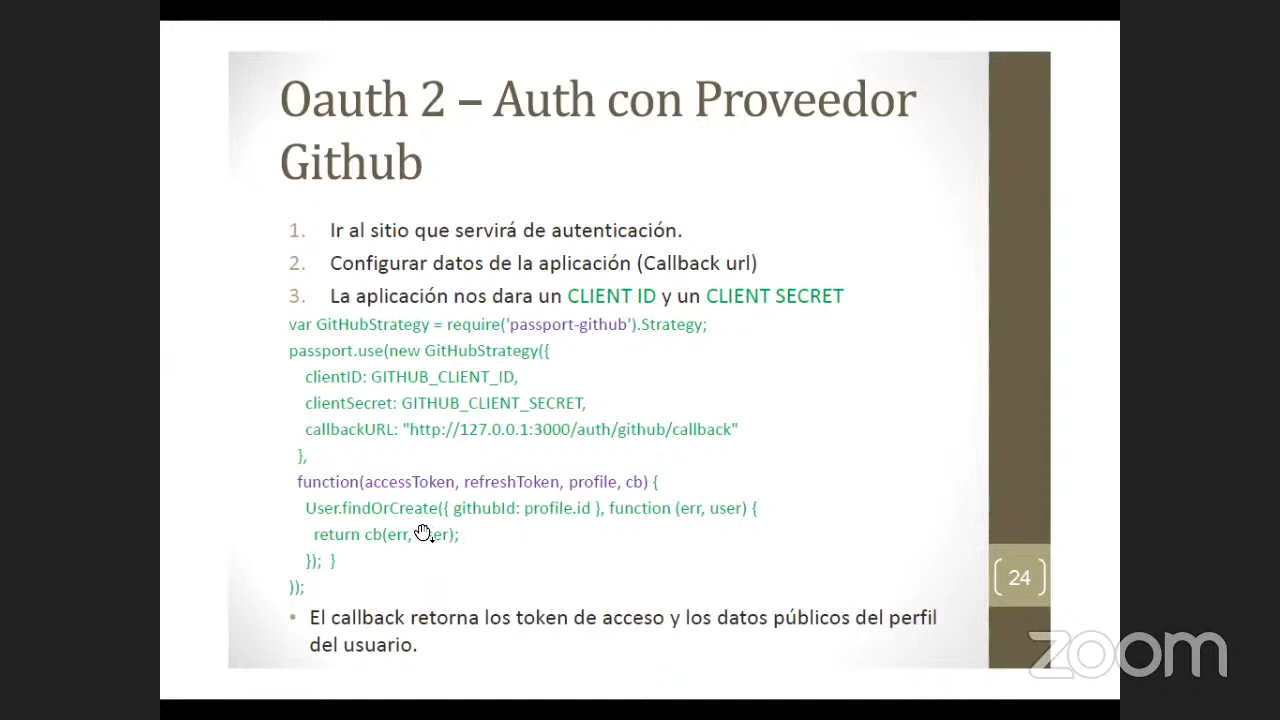 Oauth 2 – Auth con Proveedor
Github
1. Ir al sitio que servirá de autenticación.
2. Configurar datos de la aplicación (Callback url)
3. La aplicación nos dara un CLIENT ID y un CLIENT SECRET
var GitHubStrategy = require('passport-github').Strategy;
passport.use(new GitHubStrategy({
clientID: GITHUB_CLIENT_ID,
clientSecret: GITHUB_CLIENT_SECRET,
callbackURL: "http://127.0.0.1:3000/auth/github/callback"
},
function(accessToken, refreshToken, profile, cb) {
User.findOrCreate({ githubId: profile.id }, function (err, user) {
return cb(err, user);
}); }
));
• El callback retorna los token de acceso y los datos públicos del perfil
del usuario.
24
zoom